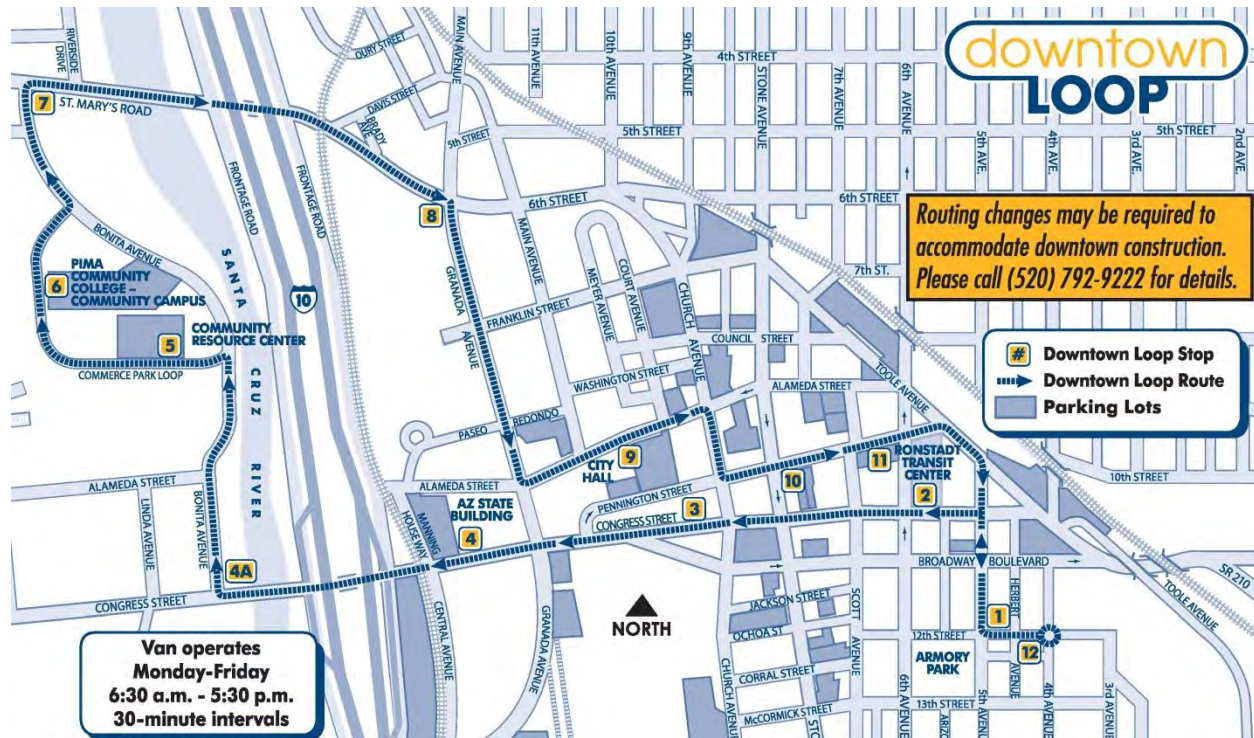 downtown
LOOP
RIVERSIDE
DRIVE
7
ST. MARY'S ROAD
DRURY STREET
DAVIS STREET
BRADY
AVE.
5th STREET
MAIN AVENUE
11th AVENUE
10th AVENUE
9th AVENUE
4th STREET
STONE AVENUE
7th AVENUE
6th AVENUE
5th STREET
5th AVE.
4th AVE.
3rd AVE.
5th STREET
2nd AVE.
FRONTAGE ROAD
FRONTAGE ROAD
8
6th STREET
6th STREET
Routing changes may be required to
accommodate downtown construction.
Please call (520) 792-9222 for details.
BONITA AVENUE
SANTA
CRUZ
RIVER
10
6
PIMA
COMMUNITY
COLLEGE –
COMMUNITY CAMPUS
5
COMMUNITY
RESOURCE CENTER
COMMERCE PARK LOOP
GRANADA
AVENUE
MAIN AVENUE
MEYER AVENUE
COURT AVENUE
CHURCH
AVENUE
FRANKLIN STREET
7th ST.
COUNCIL STREET
WASHINGTON STREET
ALAMEDA STREET
TOOLE AVENUE
# Downtown Loop Stop
Downtown Loop Route
Parking Lots
PASEO REDONDO
9
CITY
HALL
11
RONSTADT
TRANSIT
CENTER
10th STREET
ALAMEDA STREET
LINDA AVENUE
BONITA AVENUE
ALAMEDA STREET
AZ STATE
BUILDING
4
MANNING
HOUSE WAY
PENNINGTON STREET
CONGRESS STREET
3
10
2
4A
CONGRESS STREET
BROADWAY BOULEVARD
SR 210
TOOLE AVENUE
CENTRAL AVENUE
GRANADA AVENUE
NORTH
JACKSON STREET
OCHOA ST
CORRAL STREET
McCORMICK STREET
CHURCH AVENUE
STO
SCOTT
AVENUE
6th AVENUE
12th STREET
1
HERBERT
AVENUE
12
ARMORY
PARK
13th STREET
ARIZO
5th AVENUE
4th AVENUE
3rd AVENUE
Van operates
Monday-Friday
6:30 a.m. - 5:30 p.m.
30-minute intervals